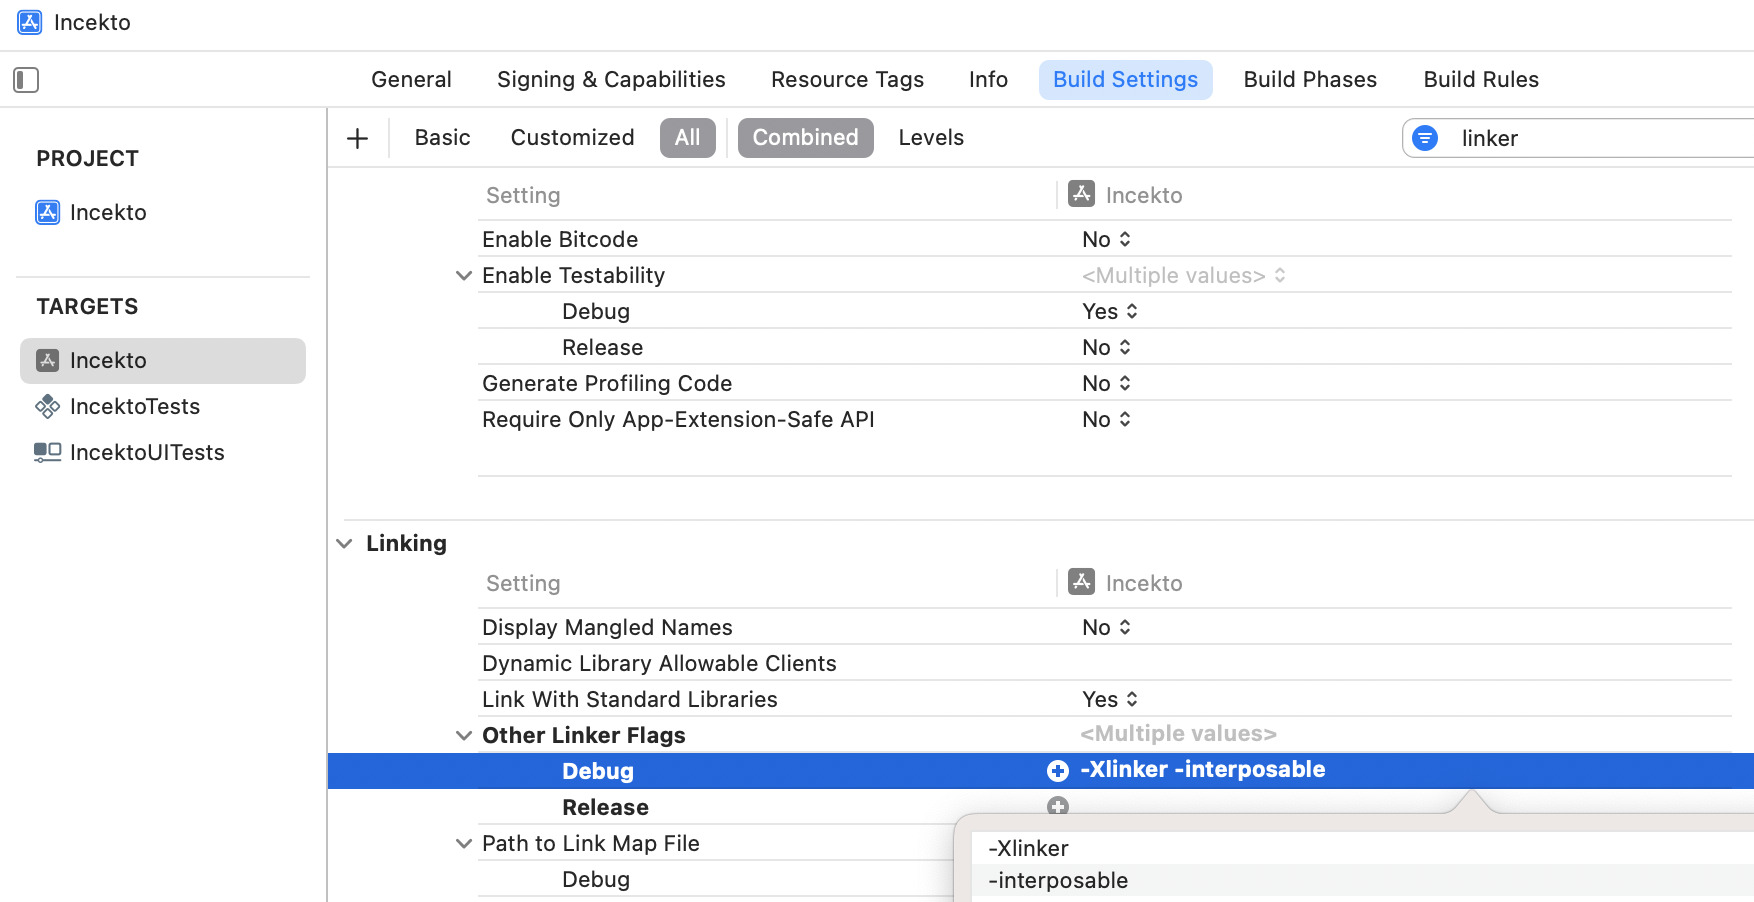 Incekto
General Signing & Capabilities Resource Tags Info Build Settings Build Phases Build Rules
Basic Customized All Combined Levels linker
PROJECT
Incekto
TARGETS
Incekto
IncektoTests
IncektoUITests
Setting Incekto
Enable Bitcode No
Enable Testability <Multiple values>
Debug Yes
Release No
Generate Profiling Code No
Require Only App-Extension-Safe API No
Linking
Setting Incekto
Display Mangled Names No
Dynamic Library Allowable Clients
Link With Standard Libraries Yes
Other Linker Flags <Multiple values>
Debug -Xlinker -interposable
Release
Path to Link Map File
Debug
-Xlinker
-interposable